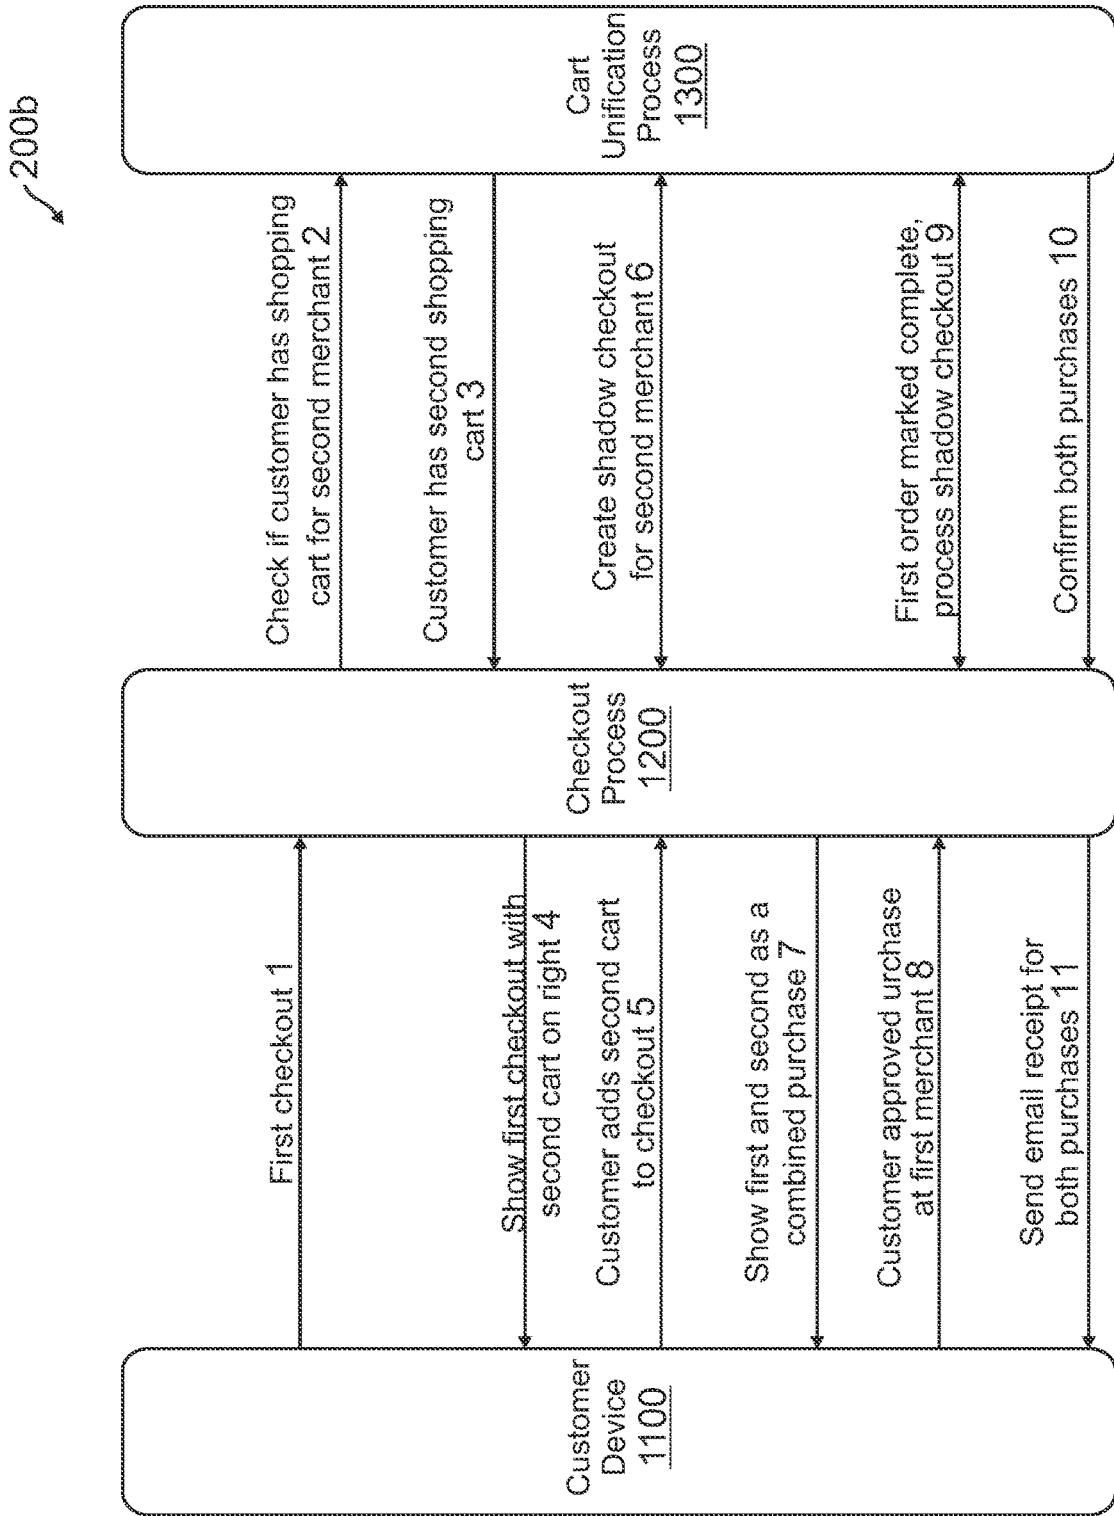 200b
Customer
Device
1100
Checkout
Process
1200
Cart
Unification
Process
1300
First checkout 1
Check if customer has shopping
cart for second merchant 2
Customer has second shopping
cart 3
Show first checkout with
second cart on right 4
Customer adds second cart
to checkout 5
Create shadow checkout
for second merchant 6
Show first and second as a
combined purchase 7
Customer approved urchase
at first merchant 8
First order marked complete,
process shadow checkout 9
Confirm both purchases 10
Send email receipt for
both purchases 11